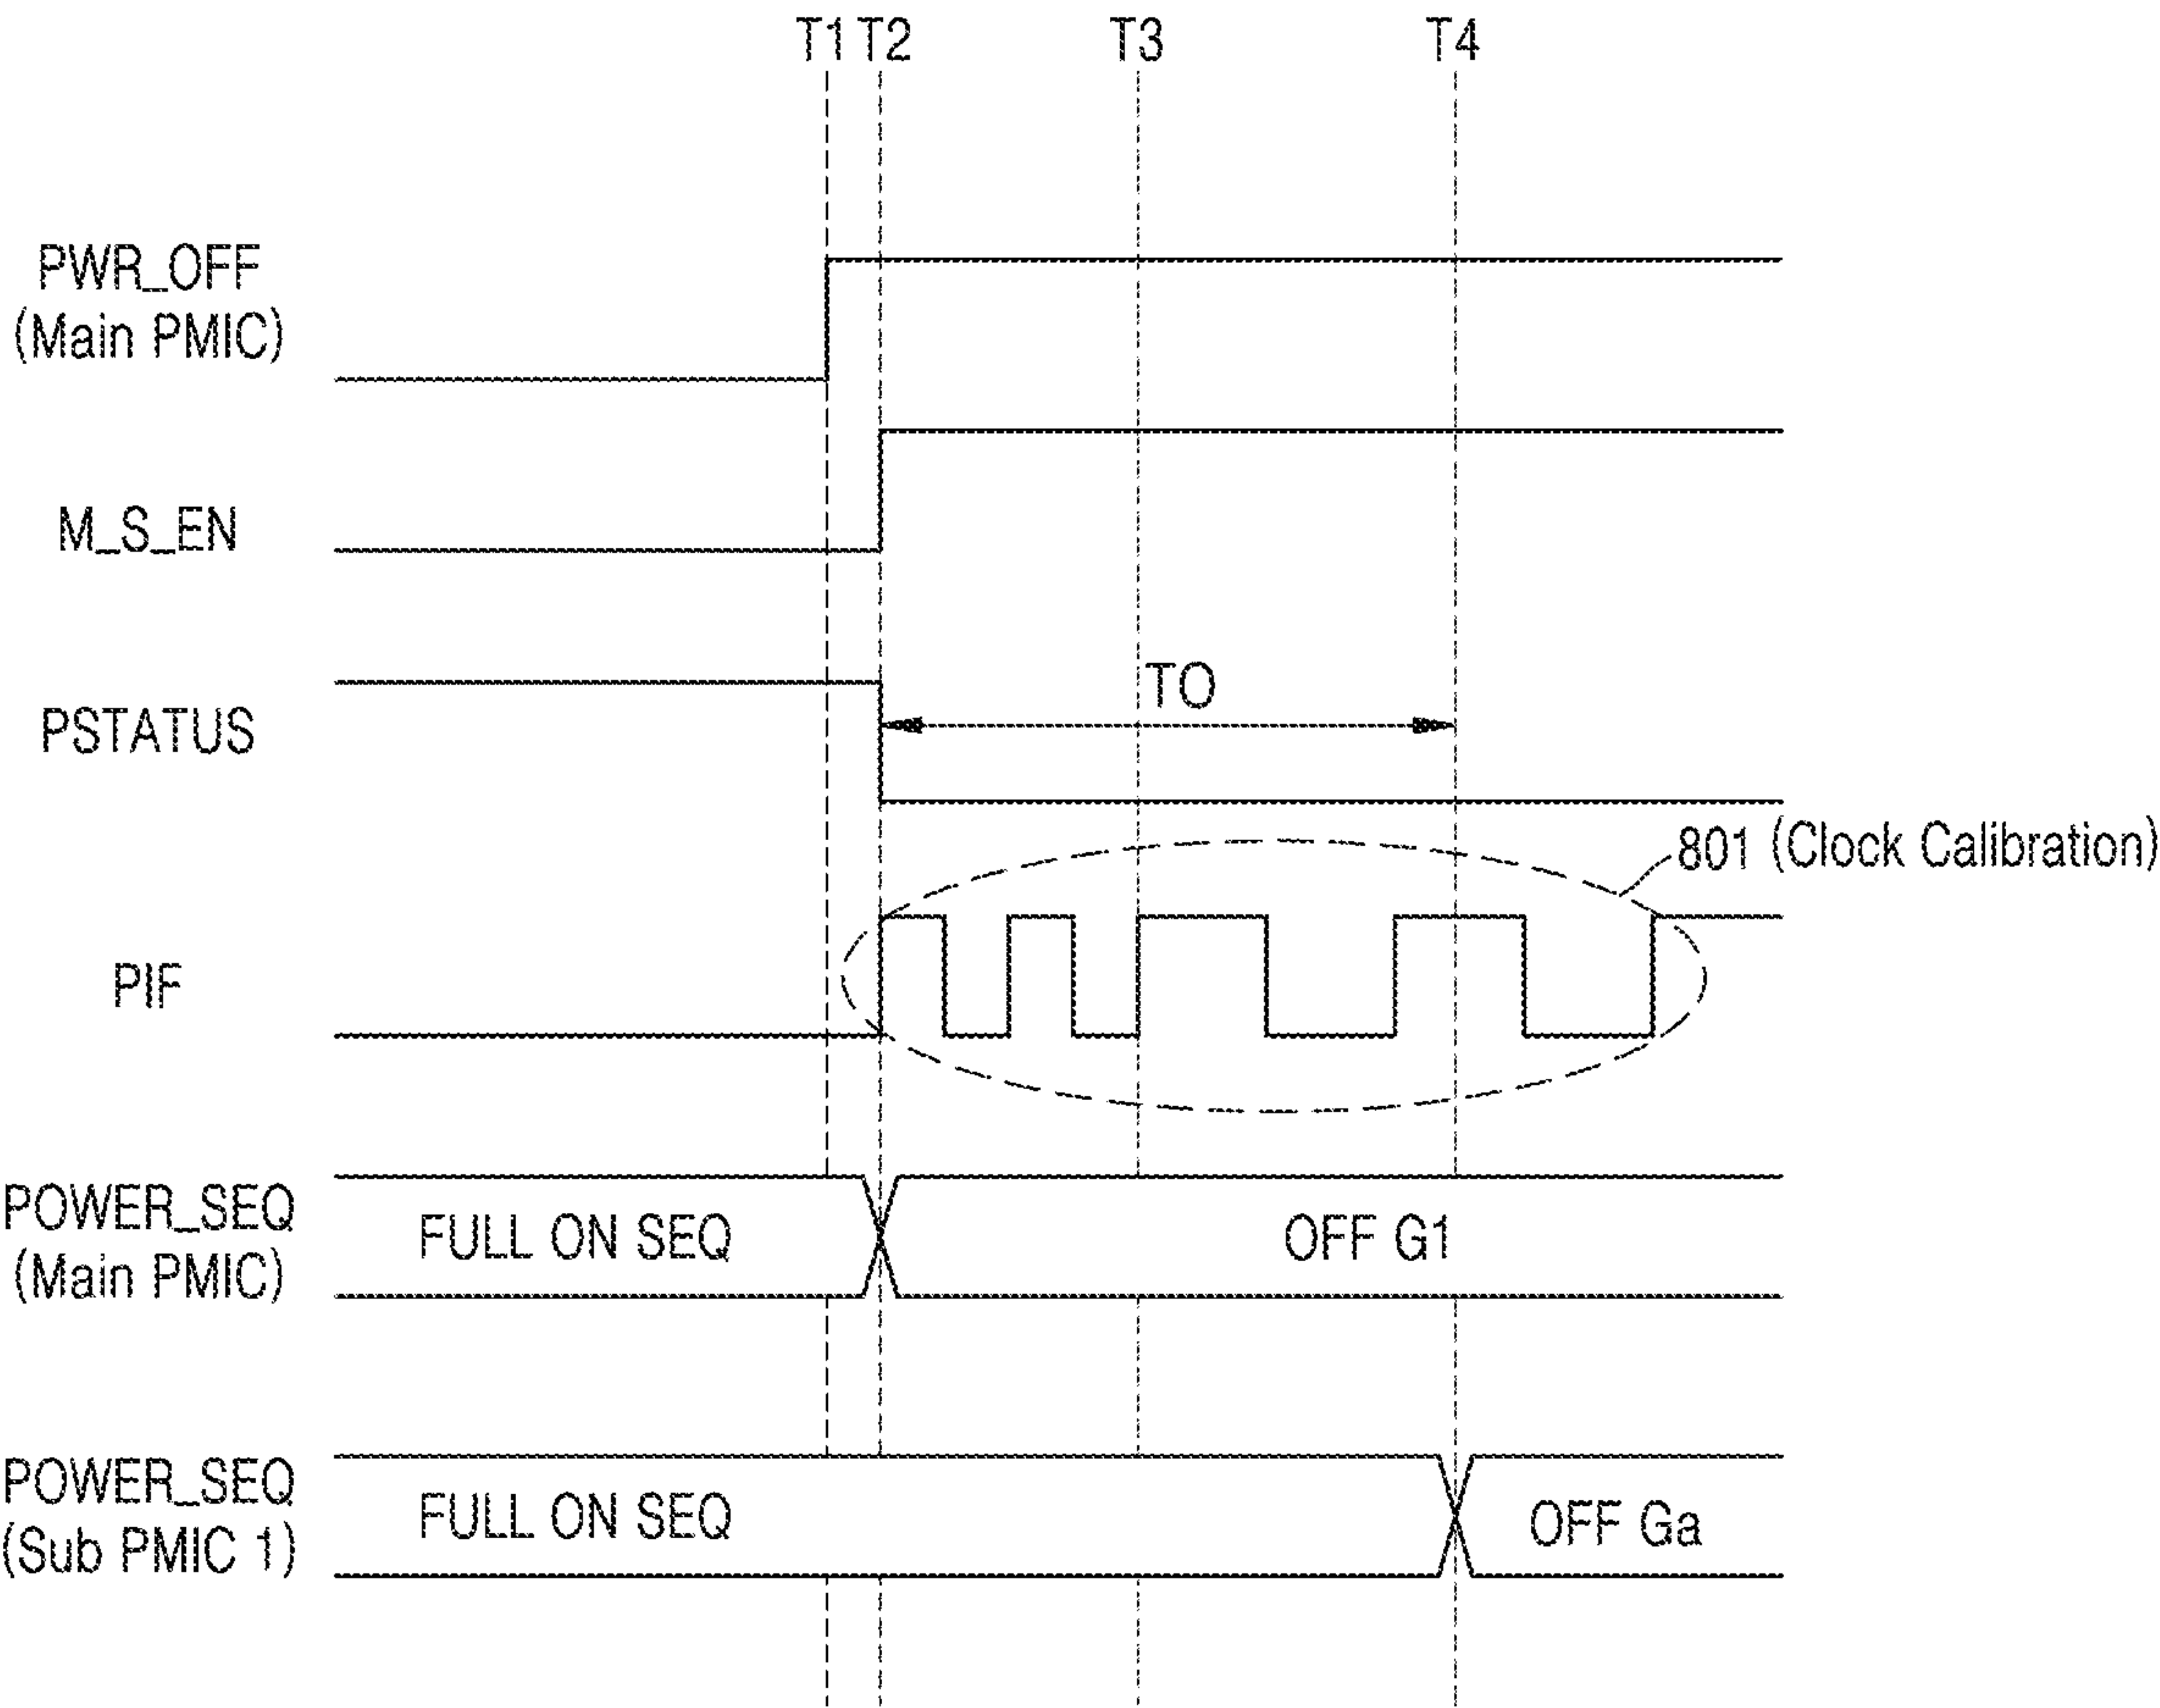 T1 T2 T3 T4
PWR_OFF
(Main PMIC)
M_S_EN
TO
PSTATUS
801 (Clock Calibration)
PIF
POWER_SEQ
(Main PMIC)
FULL ON SEQ
OFF G1
POWER_SEQ
(Sub PMIC 1)
FULL ON SEQ
OFF Ga